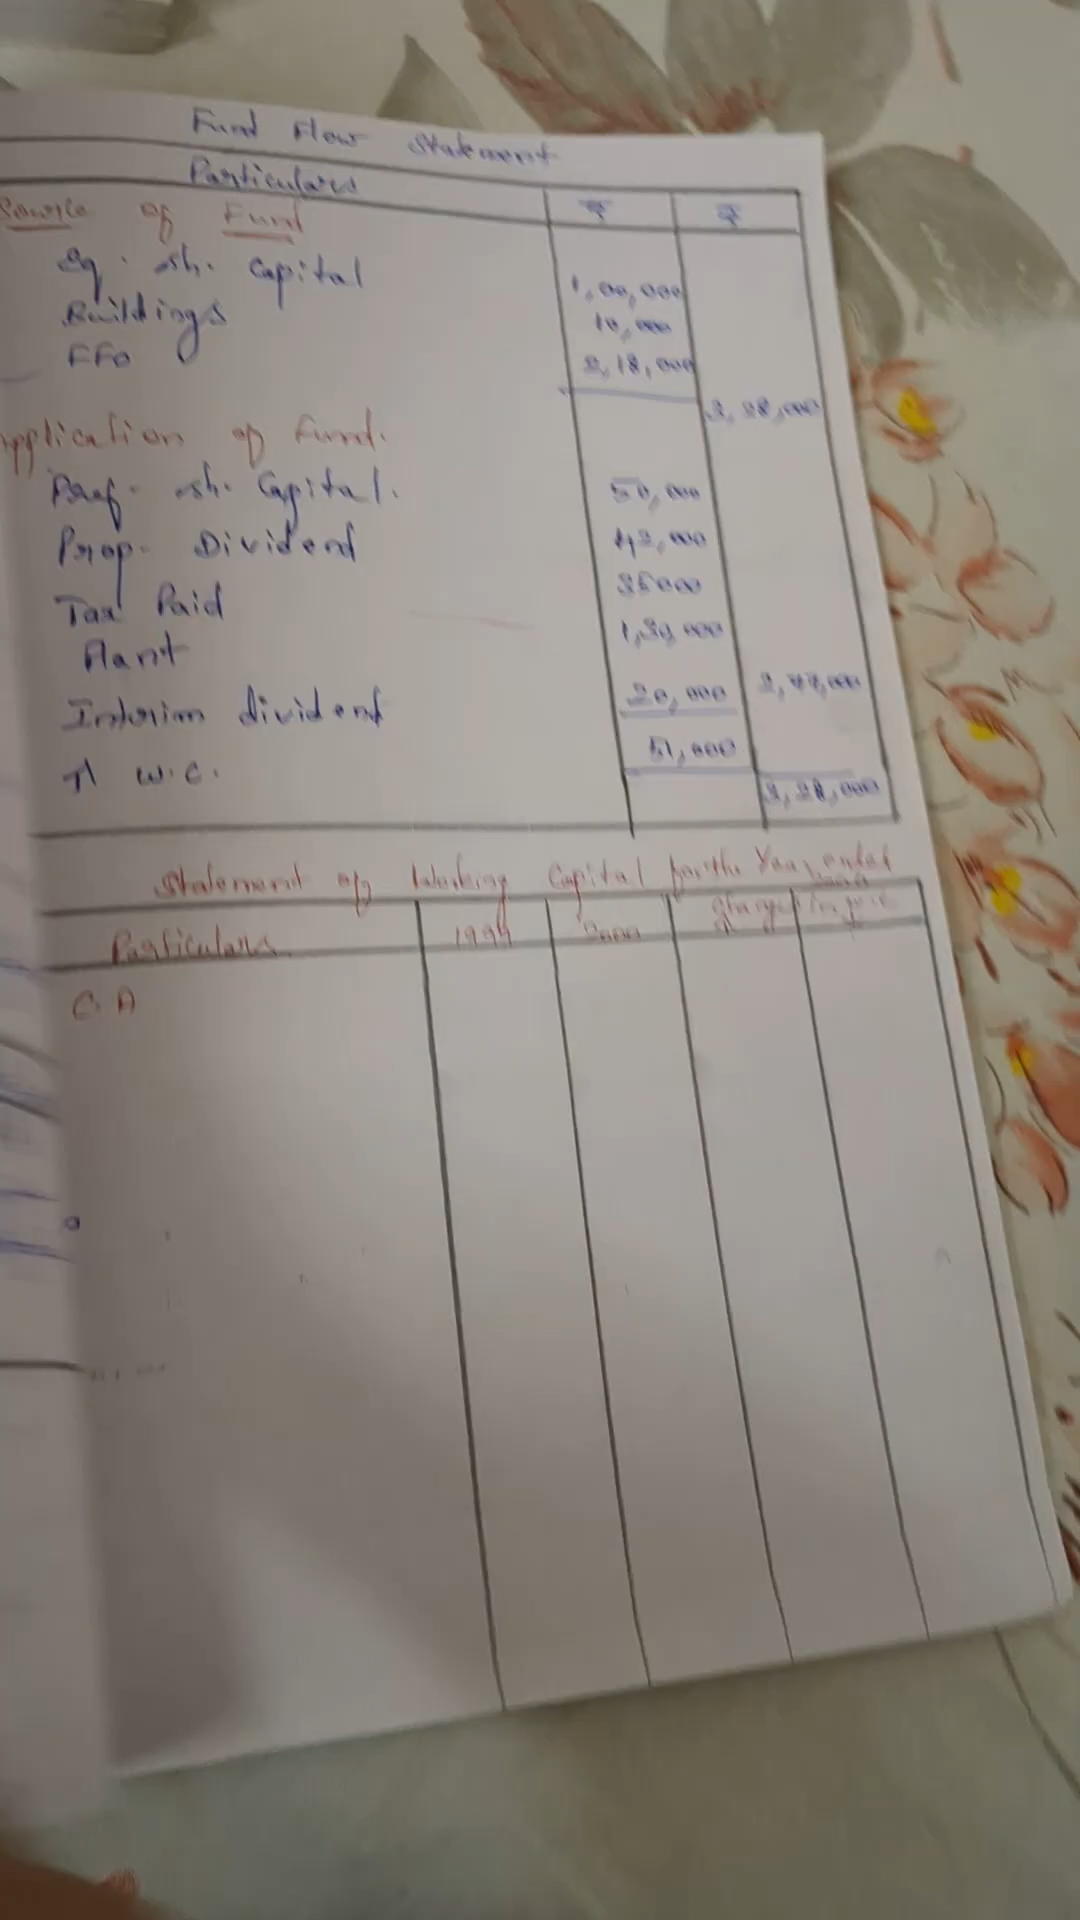 Fund Flow Statement
Particulars ₹ ₹
Source of Fund
Eq. sh. Capital 1,00,000
Buildings 10,000
FFO 2,18,000
3,28,000
Application of Fund.
Pref. sh. Capital. 50,000
Prop. Dividend 42,000
Tax Paid 35000
Plant 1,30,000
Interim dividend 20,000 2,77,000
↑ W.C. 51,000
3,28,000
Statement of Working Capital for the Year ended
Particulars 1999 2000 Changes in
C. A